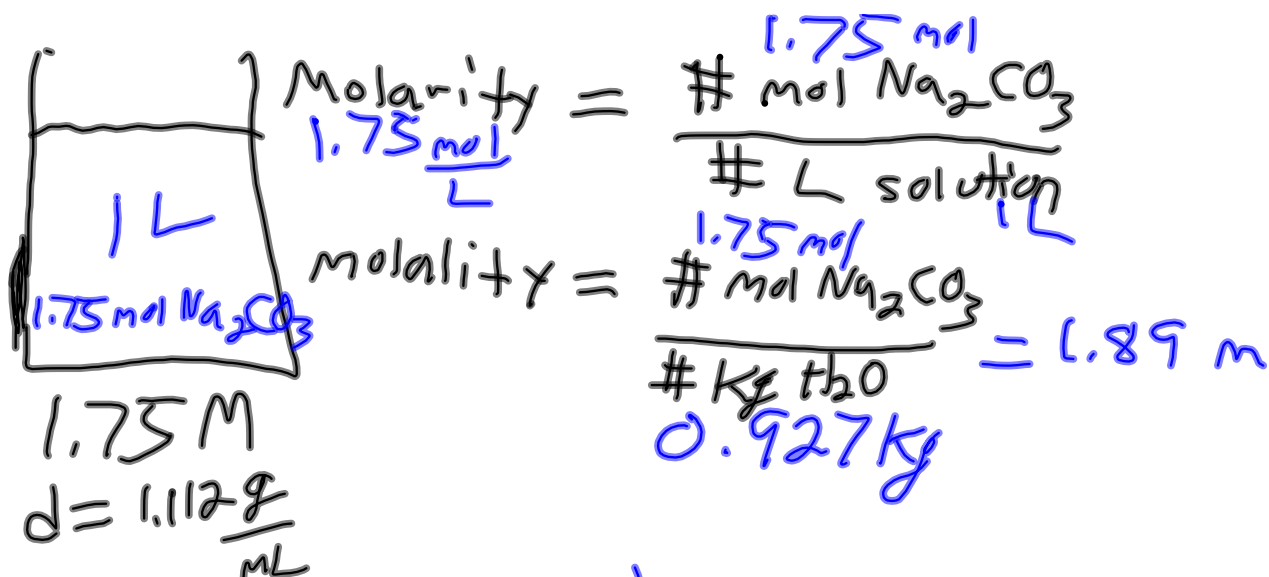 1.75 mol
Molarity = # mol Na₂CO₃
1.75 mol/L
# L solution
1 L
1 L
1.75 mol
molality = # mol Na₂CO₃
1.75 mol Na₂CO₃
= 1.89 m
# Kg H₂O
0.927 Kg
1.75 M
d = 1.112 g/mL